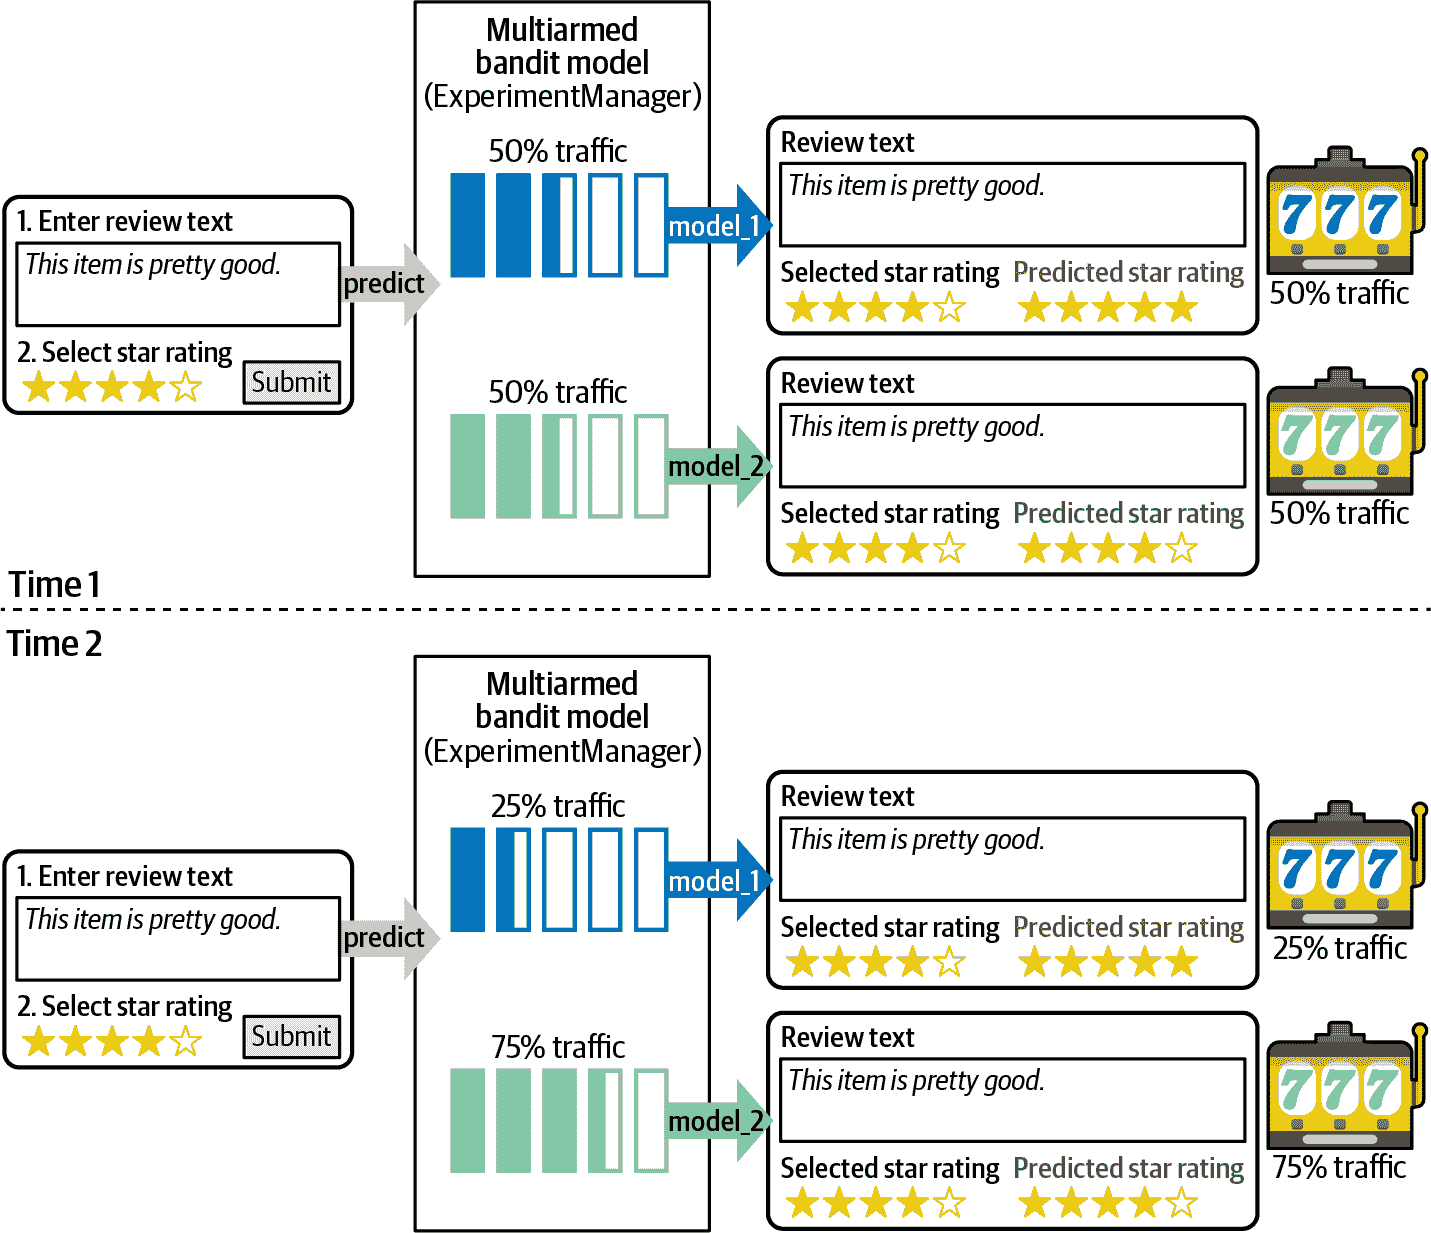 Multiarmed
bandit model
(ExperimentManager)
50% traffic
1. Enter review text
This item is pretty good.
2. Select star rating
Submit
predict
model_1
Review text
This item is pretty good.
Selected star rating
Predicted star rating
777
50% traffic
50% traffic
model_2
Review text
This item is pretty good.
Selected star rating
Predicted star rating
777
50% traffic
Time 1
Time 2
Multiarmed
bandit model
(ExperimentManager)
25% traffic
1. Enter review text
This item is pretty good.
2. Select star rating
Submit
predict
model_1
Review text
This item is pretty good.
Selected star rating
Predicted star rating
777
25% traffic
75% traffic
model_2
Review text
This item is pretty good.
Selected star rating
Predicted star rating
777
75% traffic